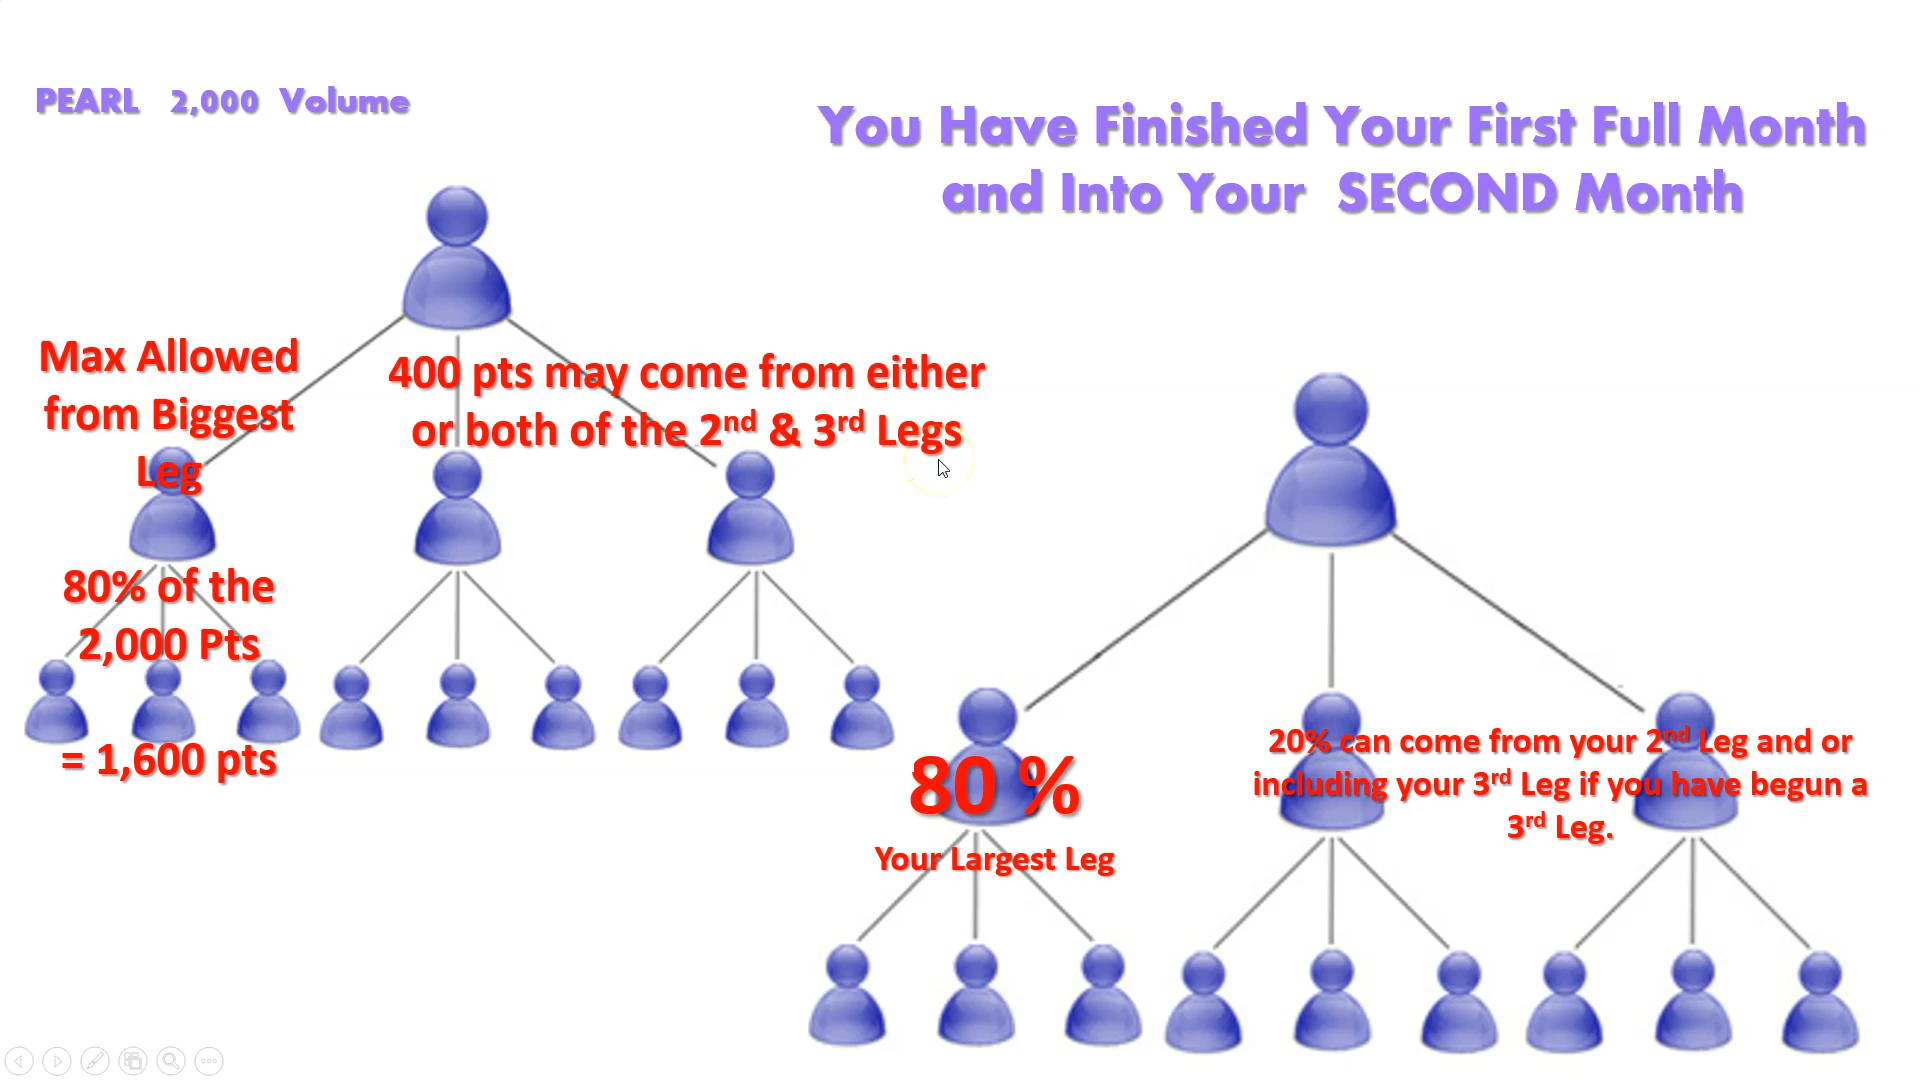 PEARL 2,000 Volume
You Have Finished Your First Full Month
and Into Your SECOND Month
Max Allowed
from Biggest
Leg
80% of the
2,000 Pts
= 1,600 pts
400 pts may come from either
or both of the 2nd & 3rd Legs
80 %
Your Largest Leg
20% can come from your 2nd Leg and or
including your 3rd Leg if you have begun a
3rd Leg.